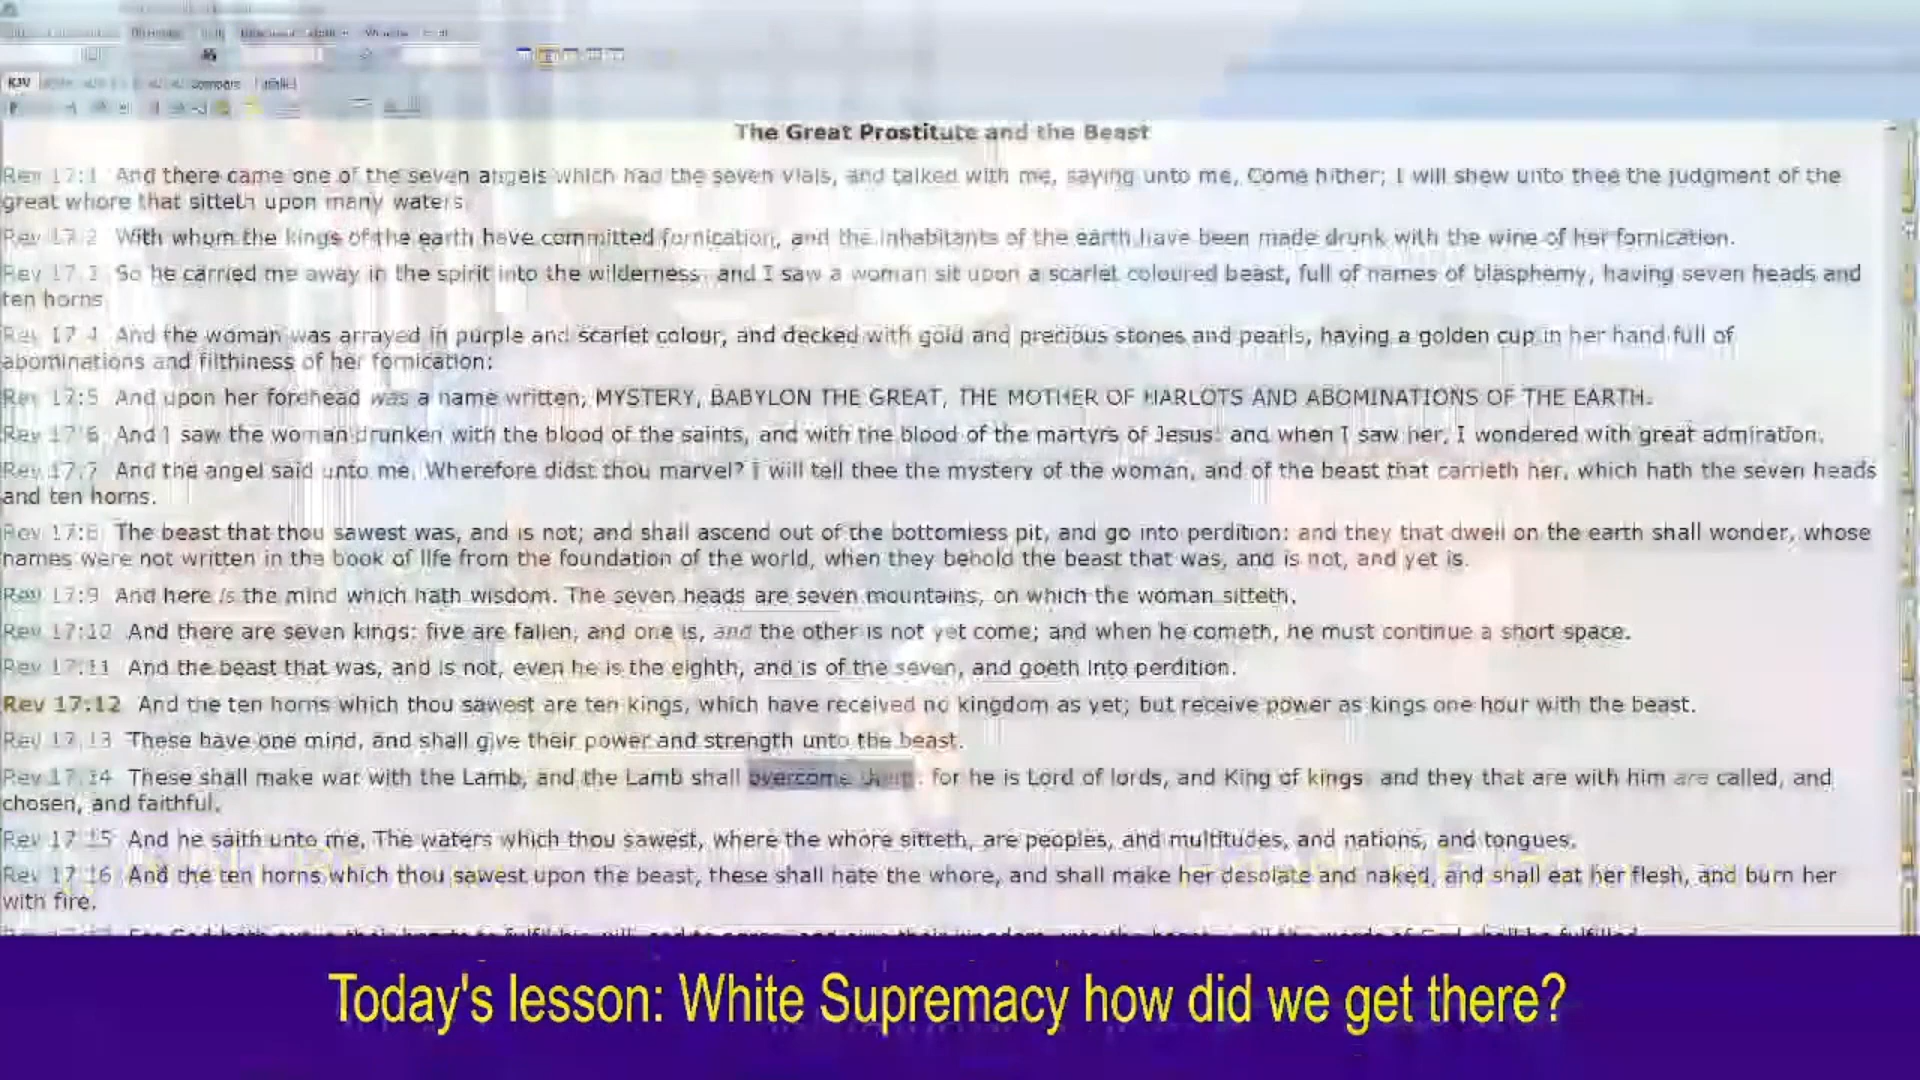 KJV Compare Parallel
The Great Prostitute and the Beast
Rev 17:1 And there came one of the seven angels which had the seven vials, and talked with me, saying unto me, Come hither; I will shew unto thee the judgment of the
great whore that sitteth upon many waters.
Rev 17:2 With whom the kings of the earth have committed fornication, and the inhabitants of the earth have been made drunk with the wine of her fornication.
Rev 17:3 So he carried me away in the spirit into the wilderness: and I saw a woman sit upon a scarlet coloured beast, full of names of blasphemy, having seven heads and
ten horns.
Rev 17:4 And the woman was arrayed in purple and scarlet colour, and decked with gold and precious stones and pearls, having a golden cup in her hand full of
abominations and filthiness of her fornication:
Rev 17:5 And upon her forehead was a name written, MYSTERY, BABYLON THE GREAT, THE MOTHER OF HARLOTS AND ABOMINATIONS OF THE EARTH.
Rev 17:6 And I saw the woman drunken with the blood of the saints, and with the blood of the martyrs of Jesus: and when I saw her, I wondered with great admiration.
Rev 17:7 And the angel said unto me, Wherefore didst thou marvel? I will tell thee the mystery of the woman, and of the beast that carrieth her, which hath the seven heads
and ten horns.
Rev 17:8 The beast that thou sawest was, and is not; and shall ascend out of the bottomless pit, and go into perdition: and they that dwell on the earth shall wonder, whose
names were not written in the book of life from the foundation of the world, when they behold the beast that was, and is not, and yet is.
Rev 17:9 And here is the mind which hath wisdom. The seven heads are seven mountains, on which the woman sitteth.
Rev 17:10 And there are seven kings: five are fallen, and one is, and the other is not yet come; and when he cometh, he must continue a short space.
Rev 17:11 And the beast that was, and is not, even he is the eighth, and is of the seven, and goeth into perdition.
Rev 17:12 And the ten horns which thou sawest are ten kings, which have received no kingdom as yet; but receive power as kings one hour with the beast.
Rev 17:13 These have one mind, and shall give their power and strength unto the beast.
Rev 17:14 These shall make war with the Lamb, and the Lamb shall overcome them: for he is Lord of lords, and King of kings: and they that are with him are called, and
chosen, and faithful.
Rev 17:15 And he saith unto me, The waters which thou sawest, where the whore sitteth, are peoples, and multitudes, and nations, and tongues.
Rev 17:16 And the ten horns which thou sawest upon the beast, these shall hate the whore, and shall make her desolate and naked, and shall eat her flesh, and burn her
with fire.
Today's lesson: White Supremacy how did we get there?